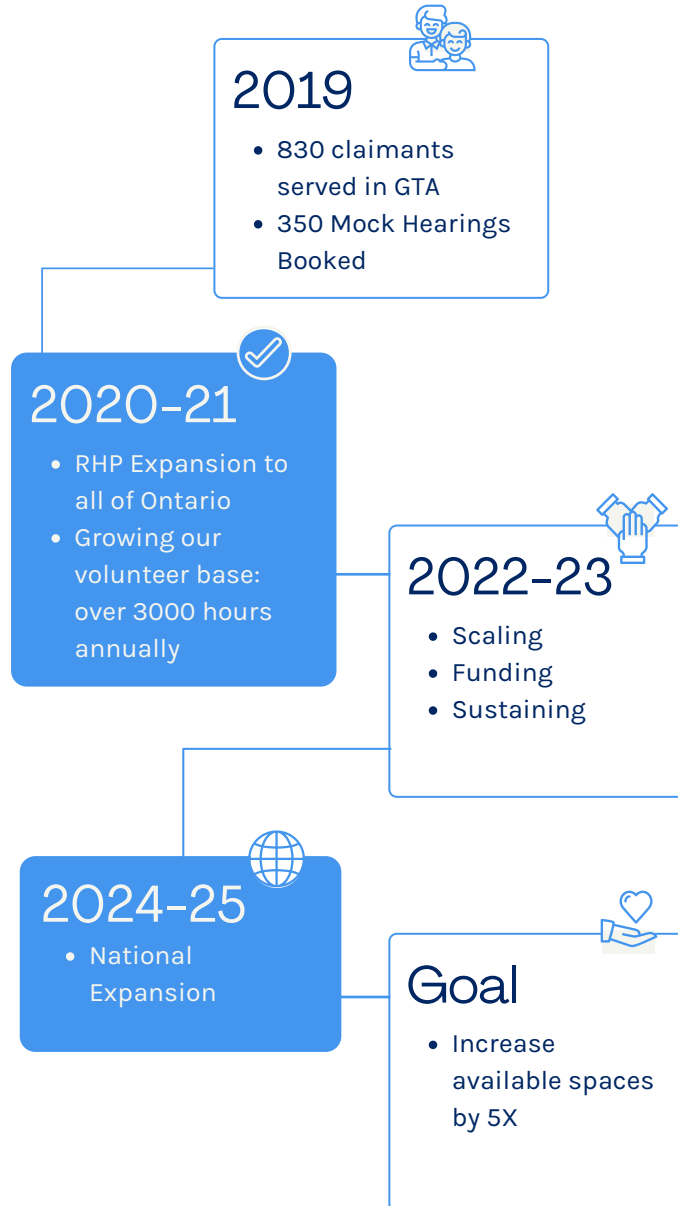 2019
• 830 claimants
served in GTA
• 350 Mock Hearings
Booked
2020-21
• RHP Expansion to
all of Ontario
• Growing our
volunteer base:
over 3000 hours
annually
2022-23
• Scaling
• Funding
• Sustaining
2024-25
• National
Expansion
Goal
• Increase
available spaces
by 5X